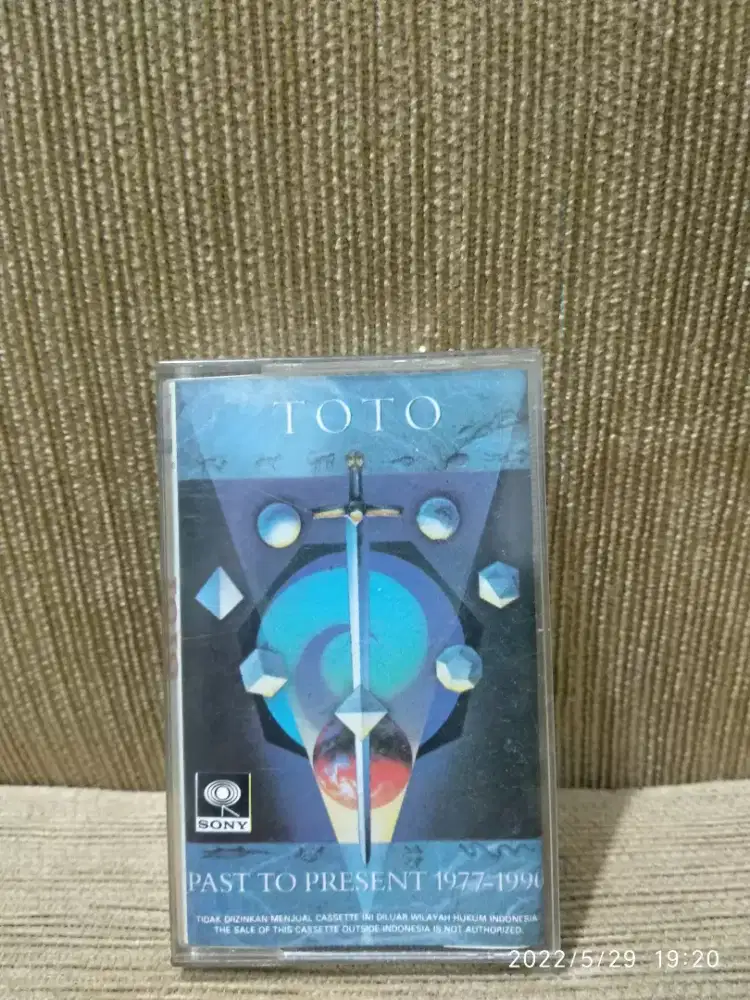 TOTO
SONY
PAST TO PRESENT 1977-1990
TIDAK DIIZINKAN MENJUAL CASSETTE INI DILUAR WILAYAH HUKUM INDONESIA
THE SALE OF THIS CASSETTE OUTSIDE INDONESIA IS NOT AUTHORIZED.
2022/5/29 19:20